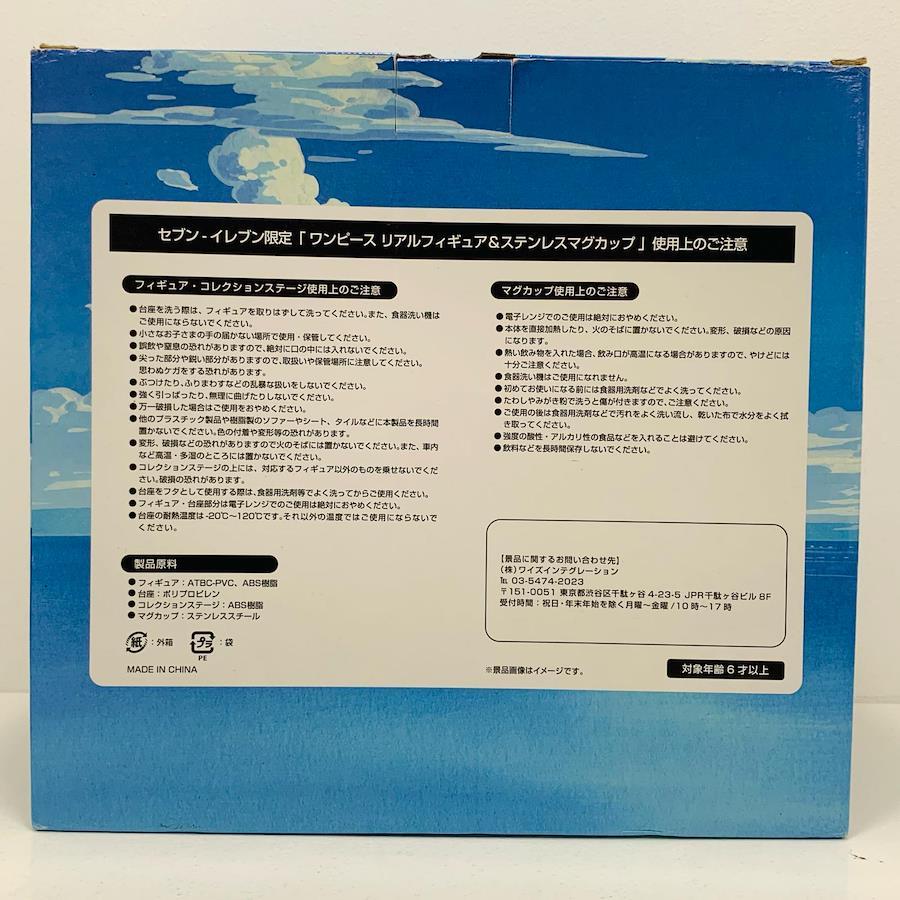 セブン-イレブン限定「ワンピース リアルフィギュア&ステンレスマグカップ」使用上のご注意
フィギュア・コレクションステージ使用上のご注意
●台座を洗う際は、フィギュアを取りはずして洗ってください。また、食器洗い機は
ご使用にならないでください。
●小さなお子さまの手の届かない場所で使用・保管してください。
●誤飲や窒息の恐れがありますので、絶対に口の中には入れないでください。
●尖った部分や鋭い部分がありますので、取扱いや保管場所に注意してください。
思わぬケガをする恐れがあります。
●ぶつけたり、ふりまわすなどの乱暴な扱いをしないでください。
●強く引っぱったり、無理に曲げたりしないでください。
●万一破損した場合はご使用をおやめください。
●他のプラスチック製品や樹脂製のソファーやシート、タイルなどに本製品を長時間
置かないでください。色の付着や変形等の恐れがあります。
●変形、破損などの恐れがありますので火のそばには置かないでください。また、車内
など高温・多湿のところには置かないでください。
●コレクションステージの上には、対応するフィギュア以外のものを乗せないでくだ
さい。破損の恐れがあります。
●台座をフタとして使用する際は、食器用洗剤等でよく洗ってからご使用ください。
●フィギュア・台座部分は電子レンジでのご使用は絶対におやめください。
●台座の耐熱温度は-20℃〜120℃です。それ以外の温度ではご使用にならないで
ください。
製品原料
●フィギュア：ATBC-PVC、ABS樹脂
●台座：ポリプロピレン
●コレクションステージ：ABS樹脂
●マグカップ：ステンレススチール
紙：外箱 プラ：袋
PE
MADE IN CHINA
マグカップ使用上のご注意
●電子レンジでのご使用は絶対におやめください。
●本体を直接加熱したり、火のそばに置かないでください。変形、破損などの原因
になります。
●熱い飲み物を入れた場合、飲み口が高温になる場合がありますので、やけどには
十分ご注意ください。
●食器洗い機はご使用になれません。
●初めてお使いになる前には食器用洗剤などでよく洗ってください。
●たわしやみがき粉で洗うと傷が付きますので、ご注意ください。
●ご使用の後は食器用洗剤などで汚れをよく洗い流し、乾いた布で水分をよく拭
き取ってください。
●強度の酸性・アルカリ性の食品などを入れることは避けてください。
●飲料などを長時間保存しないでください。
【景品に関するお問い合わせ先】
（株）ワイズインテグレーション
℡ 03-5474-2023
〒151-0051 東京都渋谷区千駄ヶ谷4-23-5 JPR千駄ヶ谷ビル 8F
受付時間：祝日・年末年始を除く月曜〜金曜/10時〜17時
※景品画像はイメージです。
対象年齢6才以上